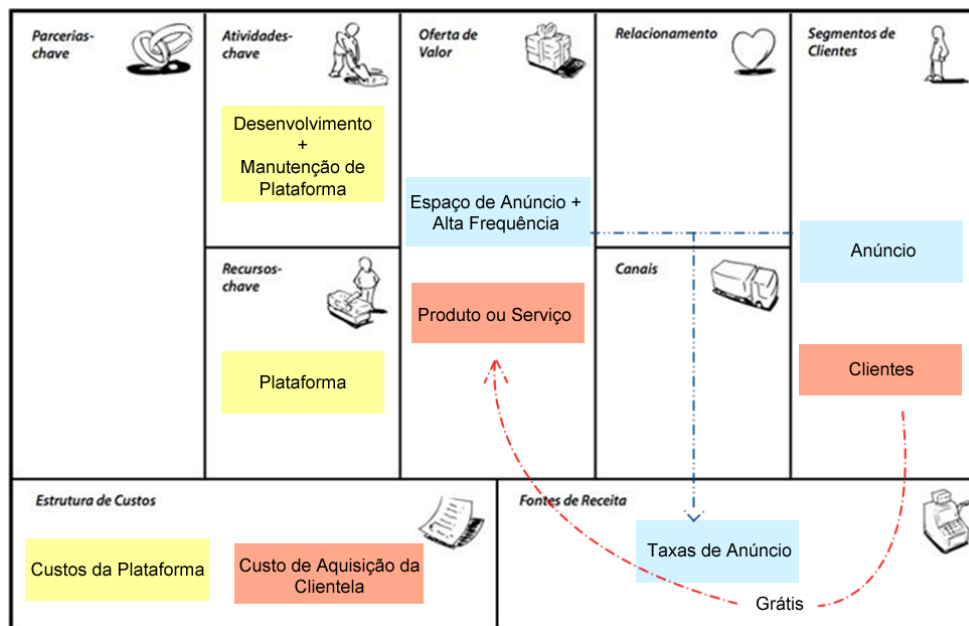 Parcerias-
chave
Atividades-
chave
Desenvolvimento
+
Manutenção de
Plataforma
Recursos-
chave
Plataforma
Oferta de
Valor
Espaço de Anúncio +
Alta Frequência
Produto ou Serviço
Relacionamento
Canais
Segmentos de
Clientes
Anúncio
Clientes
Estrutura de Custos
Custos da Plataforma
Custo de Aquisição da
Clientela
Fontes de Receita
Taxas de Anúncio
Grátis